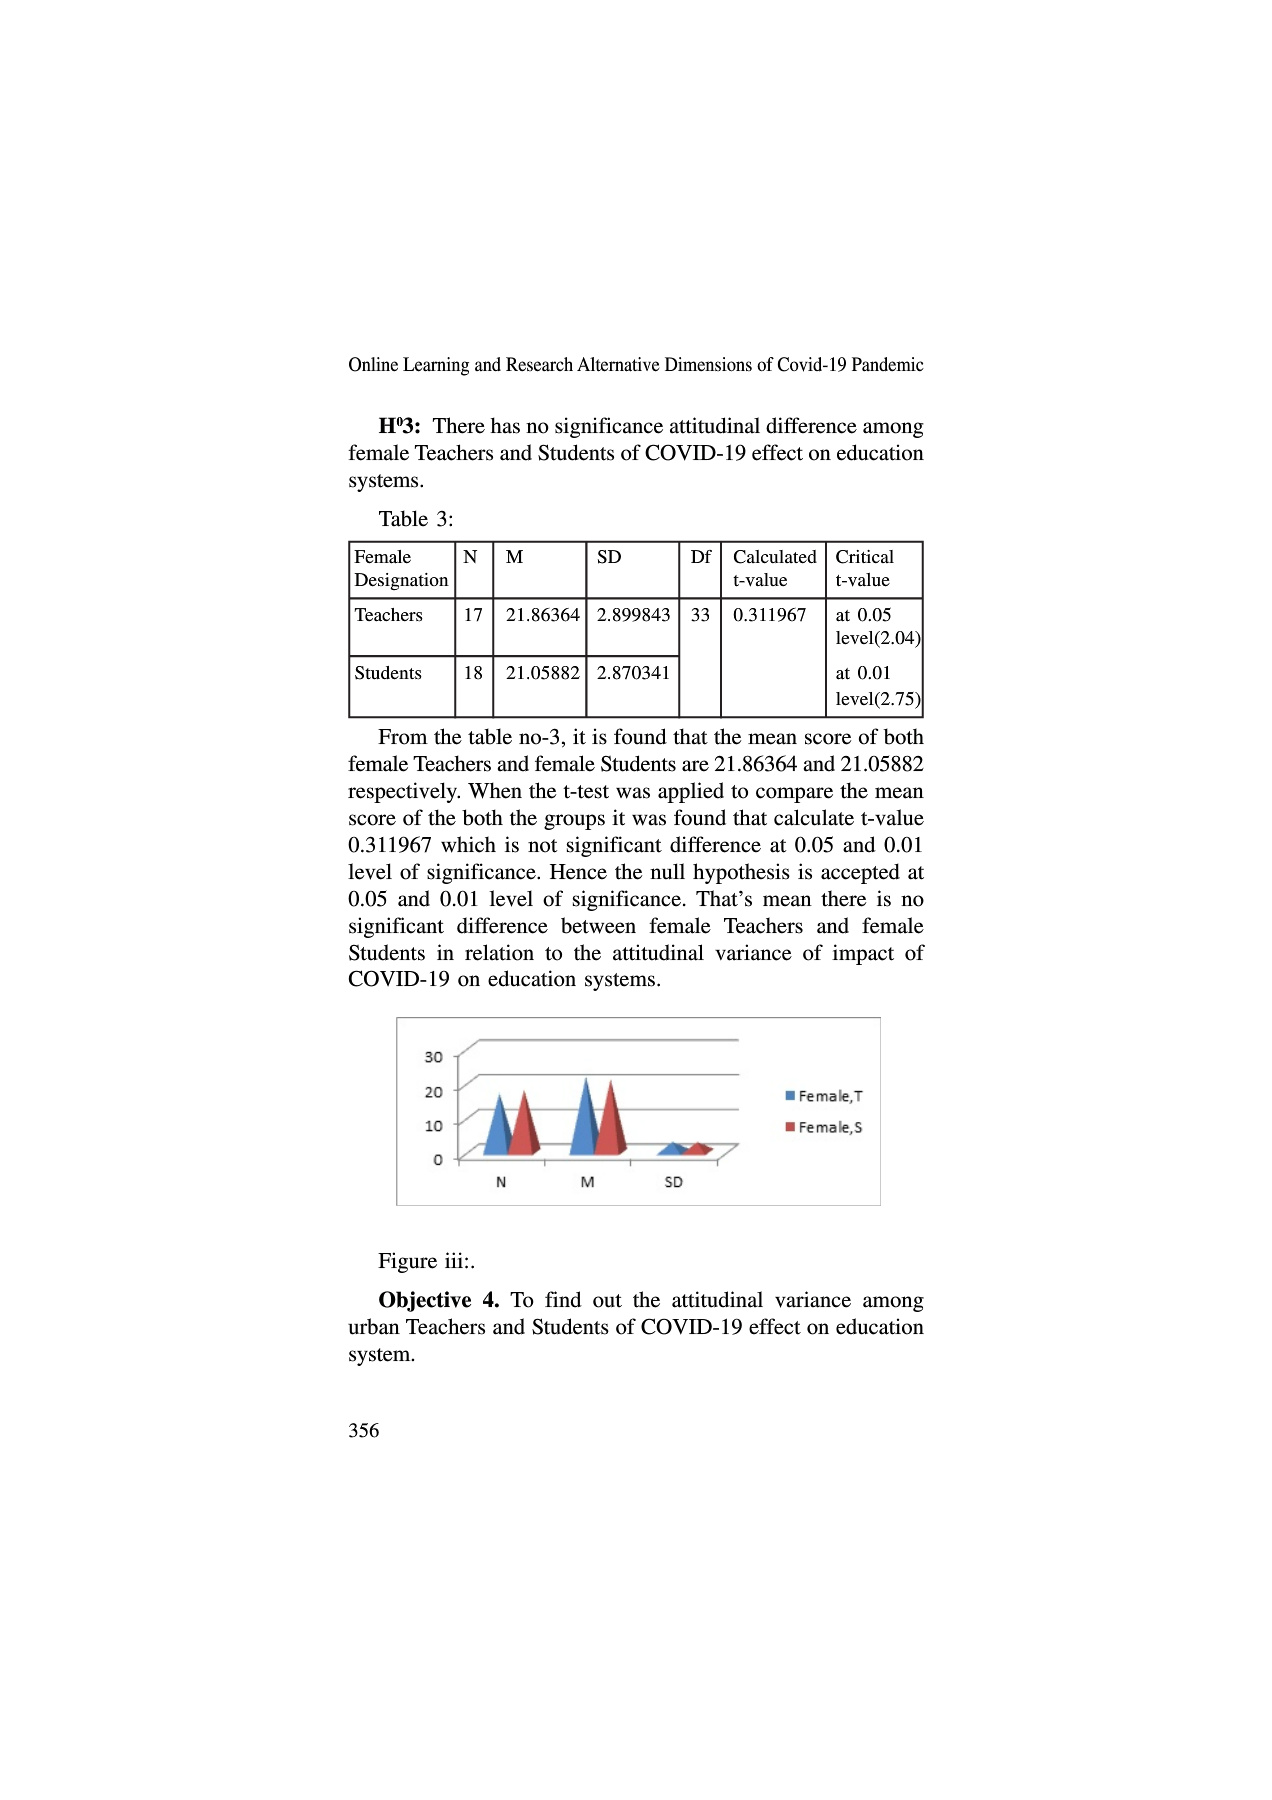 Online Learning and Research Alternative Dimensions of Covid-19 Pandemic
H⁰3: There has no significance attitudinal difference among
female Teachers and Students of COVID-19 effect on education
systems.
Table 3:
Female Designation N M SD Df Calculated t-value Critical t-value
Teachers 17 21.86364 2.899843 33 0.311967 at 0.05 level(2.04)
Students 18 21.05882 2.870341 at 0.01 level(2.75)
From the table no-3, it is found that the mean score of both
female Teachers and female Students are 21.86364 and 21.05882
respectively. When the t-test was applied to compare the mean
score of the both the groups it was found that calculate t-value
0.311967 which is not significant difference at 0.05 and 0.01
level of significance. Hence the null hypothesis is accepted at
0.05 and 0.01 level of significance. That’s mean there is no
significant difference between female Teachers and female
Students in relation to the attitudinal variance of impact of
COVID-19 on education systems.
30
20
10
0
N M SD
Female,T
Female,S
Figure iii:.
Objective 4. To find out the attitudinal variance among
urban Teachers and Students of COVID-19 effect on education
system.
356